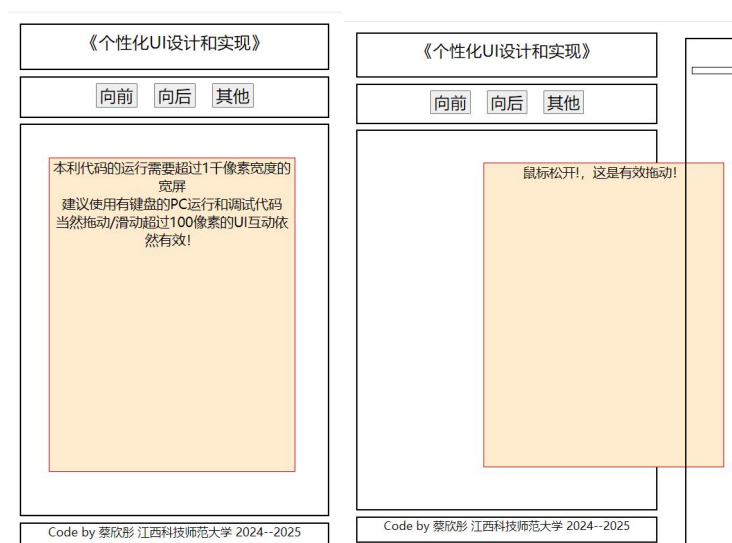 《个性化UI设计和实现》
向前 向后 其他
本利代码的运行需要超过1千像素宽度的
宽屏
建议使用有键盘的PC运行和调试代码
当然拖动/滑动超过100像素的UI互动依
然有效!
Code by 蔡欣彤 江西科技师范大学 2024--2025
《个性化UI设计和实现》
向前 向后 其他
鼠标松开!，这是有效拖动!
Code by 蔡欣彤 江西科技师范大学 2024--2025